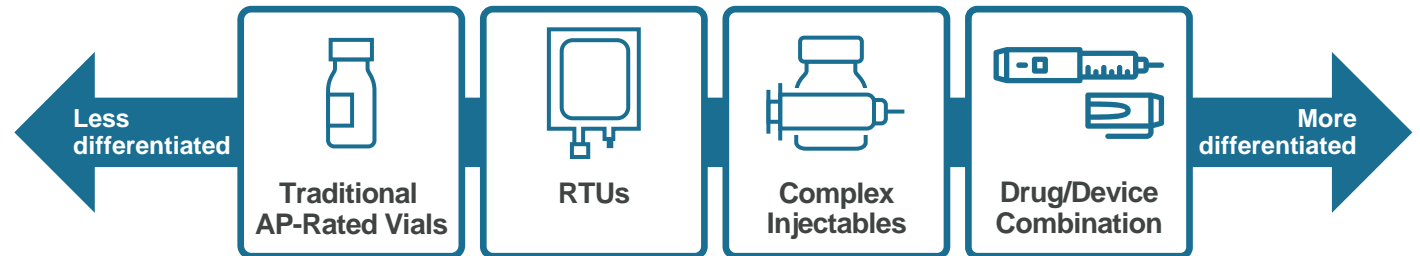 Less
differentiated
Traditional
AP-Rated Vials
RTUs
Complex
Injectables
Drug/Device
Combination
More
differentiated